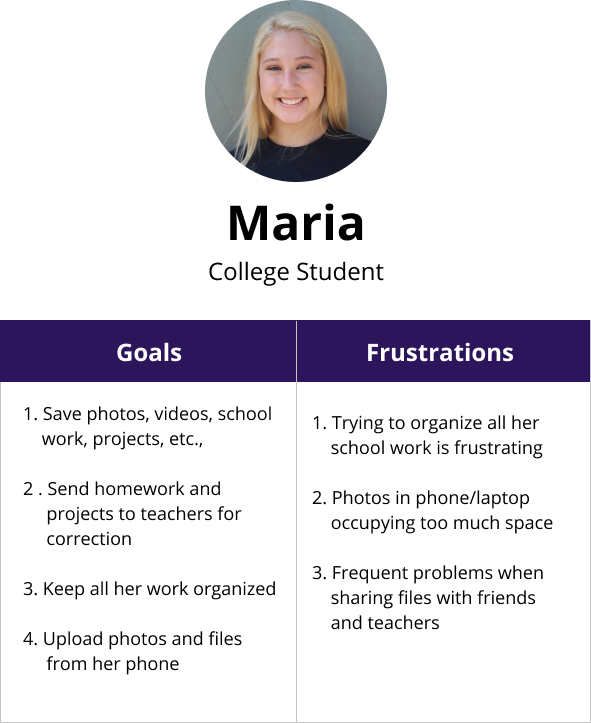 Maria
College Student
Goals
Frustrations
1. Save photos, videos, school
work, projects, etc.,
2 . Send homework and
projects to teachers for
correction
3. Keep all her work organized
4. Upload photos and files
from her phone
1. Trying to organize all her
school work is frustrating
2. Photos in phone/laptop
occupying too much space
3. Frequent problems when
sharing files with friends
and teachers